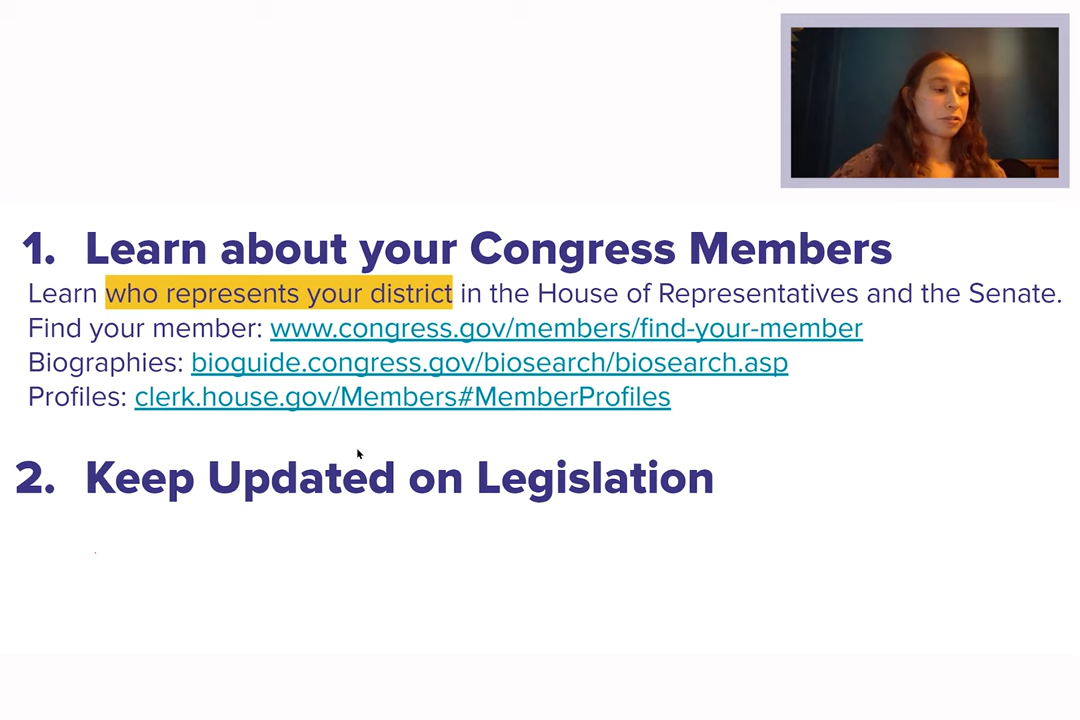 1. Learn about your Congress Members
Learn who represents your district in the House of Representatives and the Senate.
Find your member: www.congress.gov/members/find-your-member
Biographies: bioguide.congress.gov/biosearch/biosearch.asp
Profiles: clerk.house.gov/Members#MemberProfiles
2. Keep Updated on Legislation